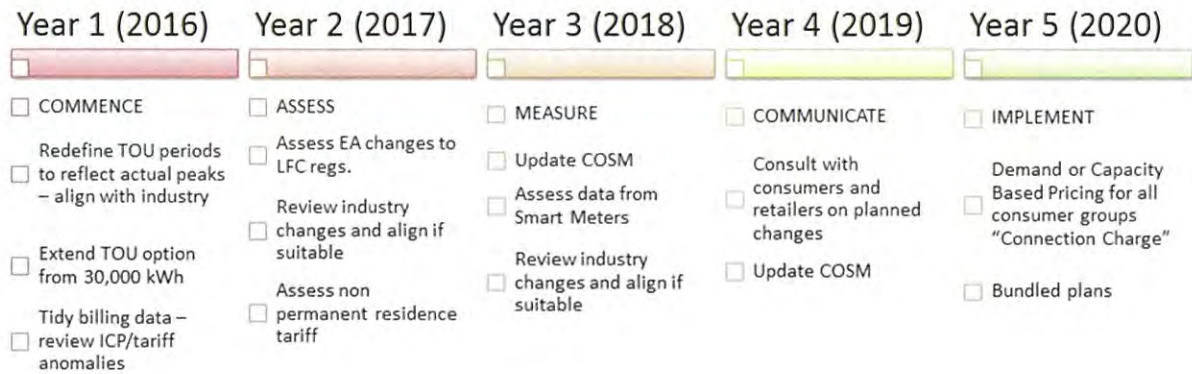 Year 1 (2016)
COMMENCE
Redefine TOU periods
to reflect actual peaks
– align with industry
Extend TOU option
from 30,000 kWh
Tidy billing data –
review ICP/tariff
anomalies
Year 2 (2017)
ASSESS
Assess EA changes to
LFC regs.
Review industry
changes and align if
suitable
Assess non
permanent residence
tariff
Year 3 (2018)
MEASURE
Update COSM
Assess data from
Smart Meters
Review industry
changes and align if
suitable
Year 4 (2019)
COMMUNICATE
Consult with
consumers and
retailers on planned
changes
Update COSM
Year 5 (2020)
IMPLEMENT
Demand or Capacity
Based Pricing for all
consumer groups
“Connection Charge”
Bundled plans